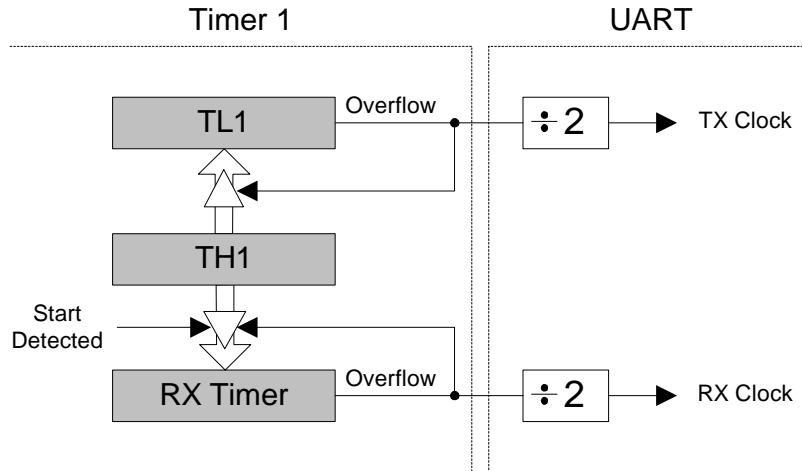 Timer 1
UART
TL1
Overflow
÷ 2
TX Clock
TH1
Start
Detected
RX Timer
Overflow
÷ 2
RX Clock